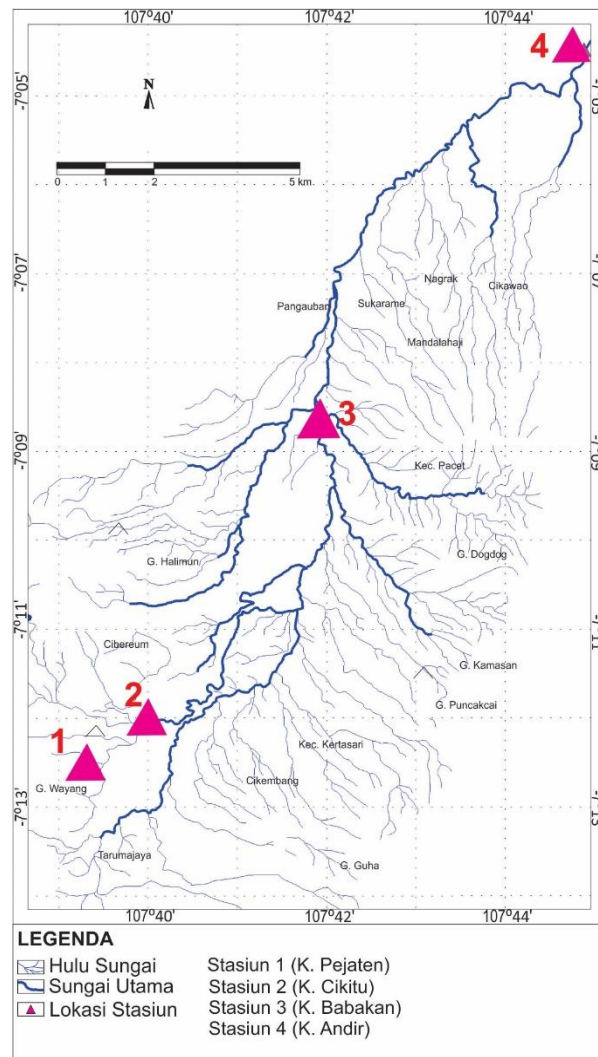 107°40' 107°42' 107°44'
4
-7°05'
N
0 1 2 5 km
-7°07'
Nagrak
Cikawao
Pangauban
Sukarame
Mandalahaji
3
-7°09'
Kec. Pacet
G. Dogdog
G. Halimun
-7°11'
Cibereum
G. Kamasan
G. Puncakcai
2
1
Kec. Kertasari
G. Wayang
Cikembang
-7°13'
Tarumajaya
G. Guha
107°40' 107°42' 107°44'
LEGENDA
Hulu Sungai
Sungai Utama
Lokasi Stasiun
Stasiun 1 (K. Pejaten)
Stasiun 2 (K. Cikitu)
Stasiun 3 (K. Babakan)
Stasiun 4 (K. Andir)